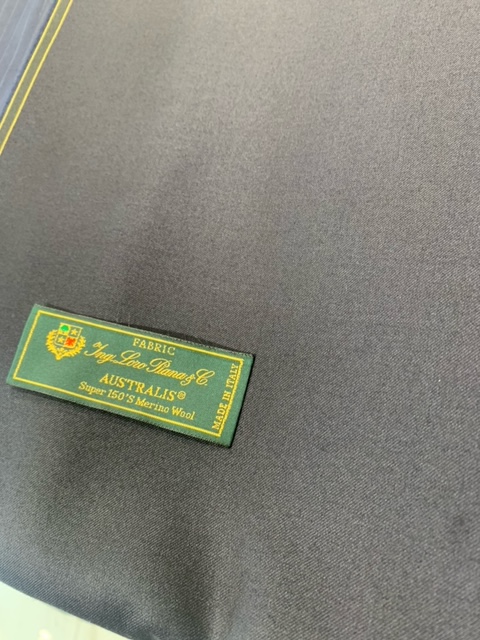 FABRIC
Ing. Loro Piana & C.
AUSTRALIS®
Super 150'S Merino Wool
MADE IN ITALY